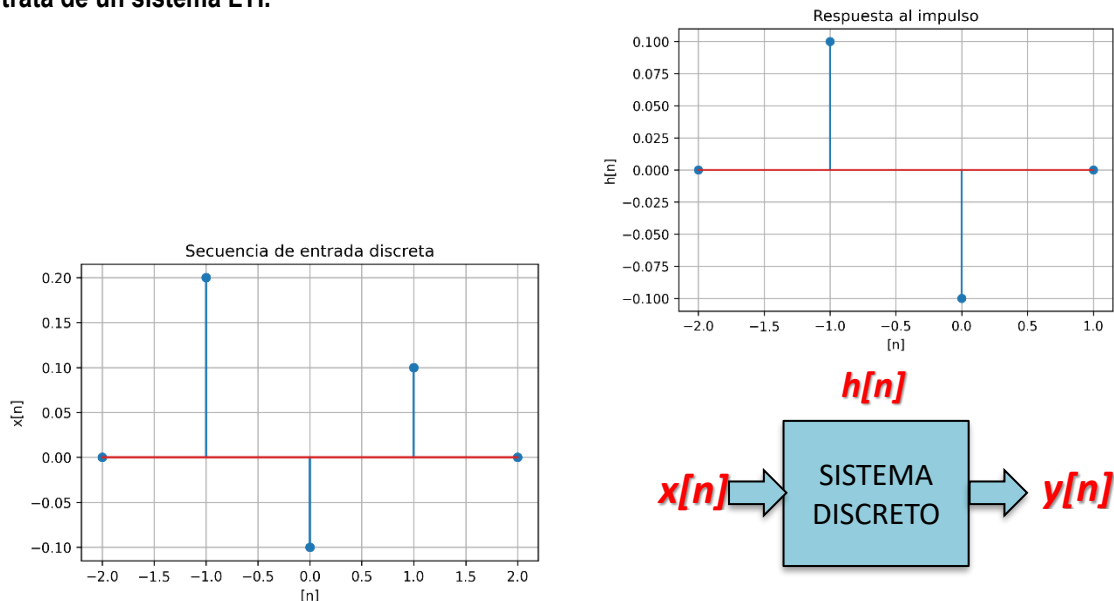 trata de un sistema LTI.
Respuesta al impulso
0.100
0.075
0.050
0.025
0.000
−0.025
−0.050
−0.075
−0.100
h[n]
−2.0 −1.5 −1.0 −0.5 0.0 0.5 1.0
[n]
Secuencia de entrada discreta
0.20
0.15
0.10
0.05
0.00
−0.05
−0.10
x[n]
−2.0 −1.5 −1.0 −0.5 0.0 0.5 1.0 1.5 2.0
[n]
h[n]
x[n]
SISTEMA
DISCRETO
y[n]